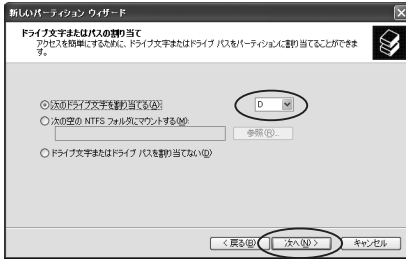 新しいパーティション ウィザード
ドライブ文字またはパスの割り当て
アクセスを簡単にするために、ドライブ文字またはドライブ パスをパーティションに割り当てることができま
す。
次のドライブ文字を割り当てる(A): D
次の空の NTFS フォルダにマウントする(M):
参照(R)...
ドライブ文字またはドライブ パスを割り当てない(D)
< 戻る(B) 次へ(N) > キャンセル